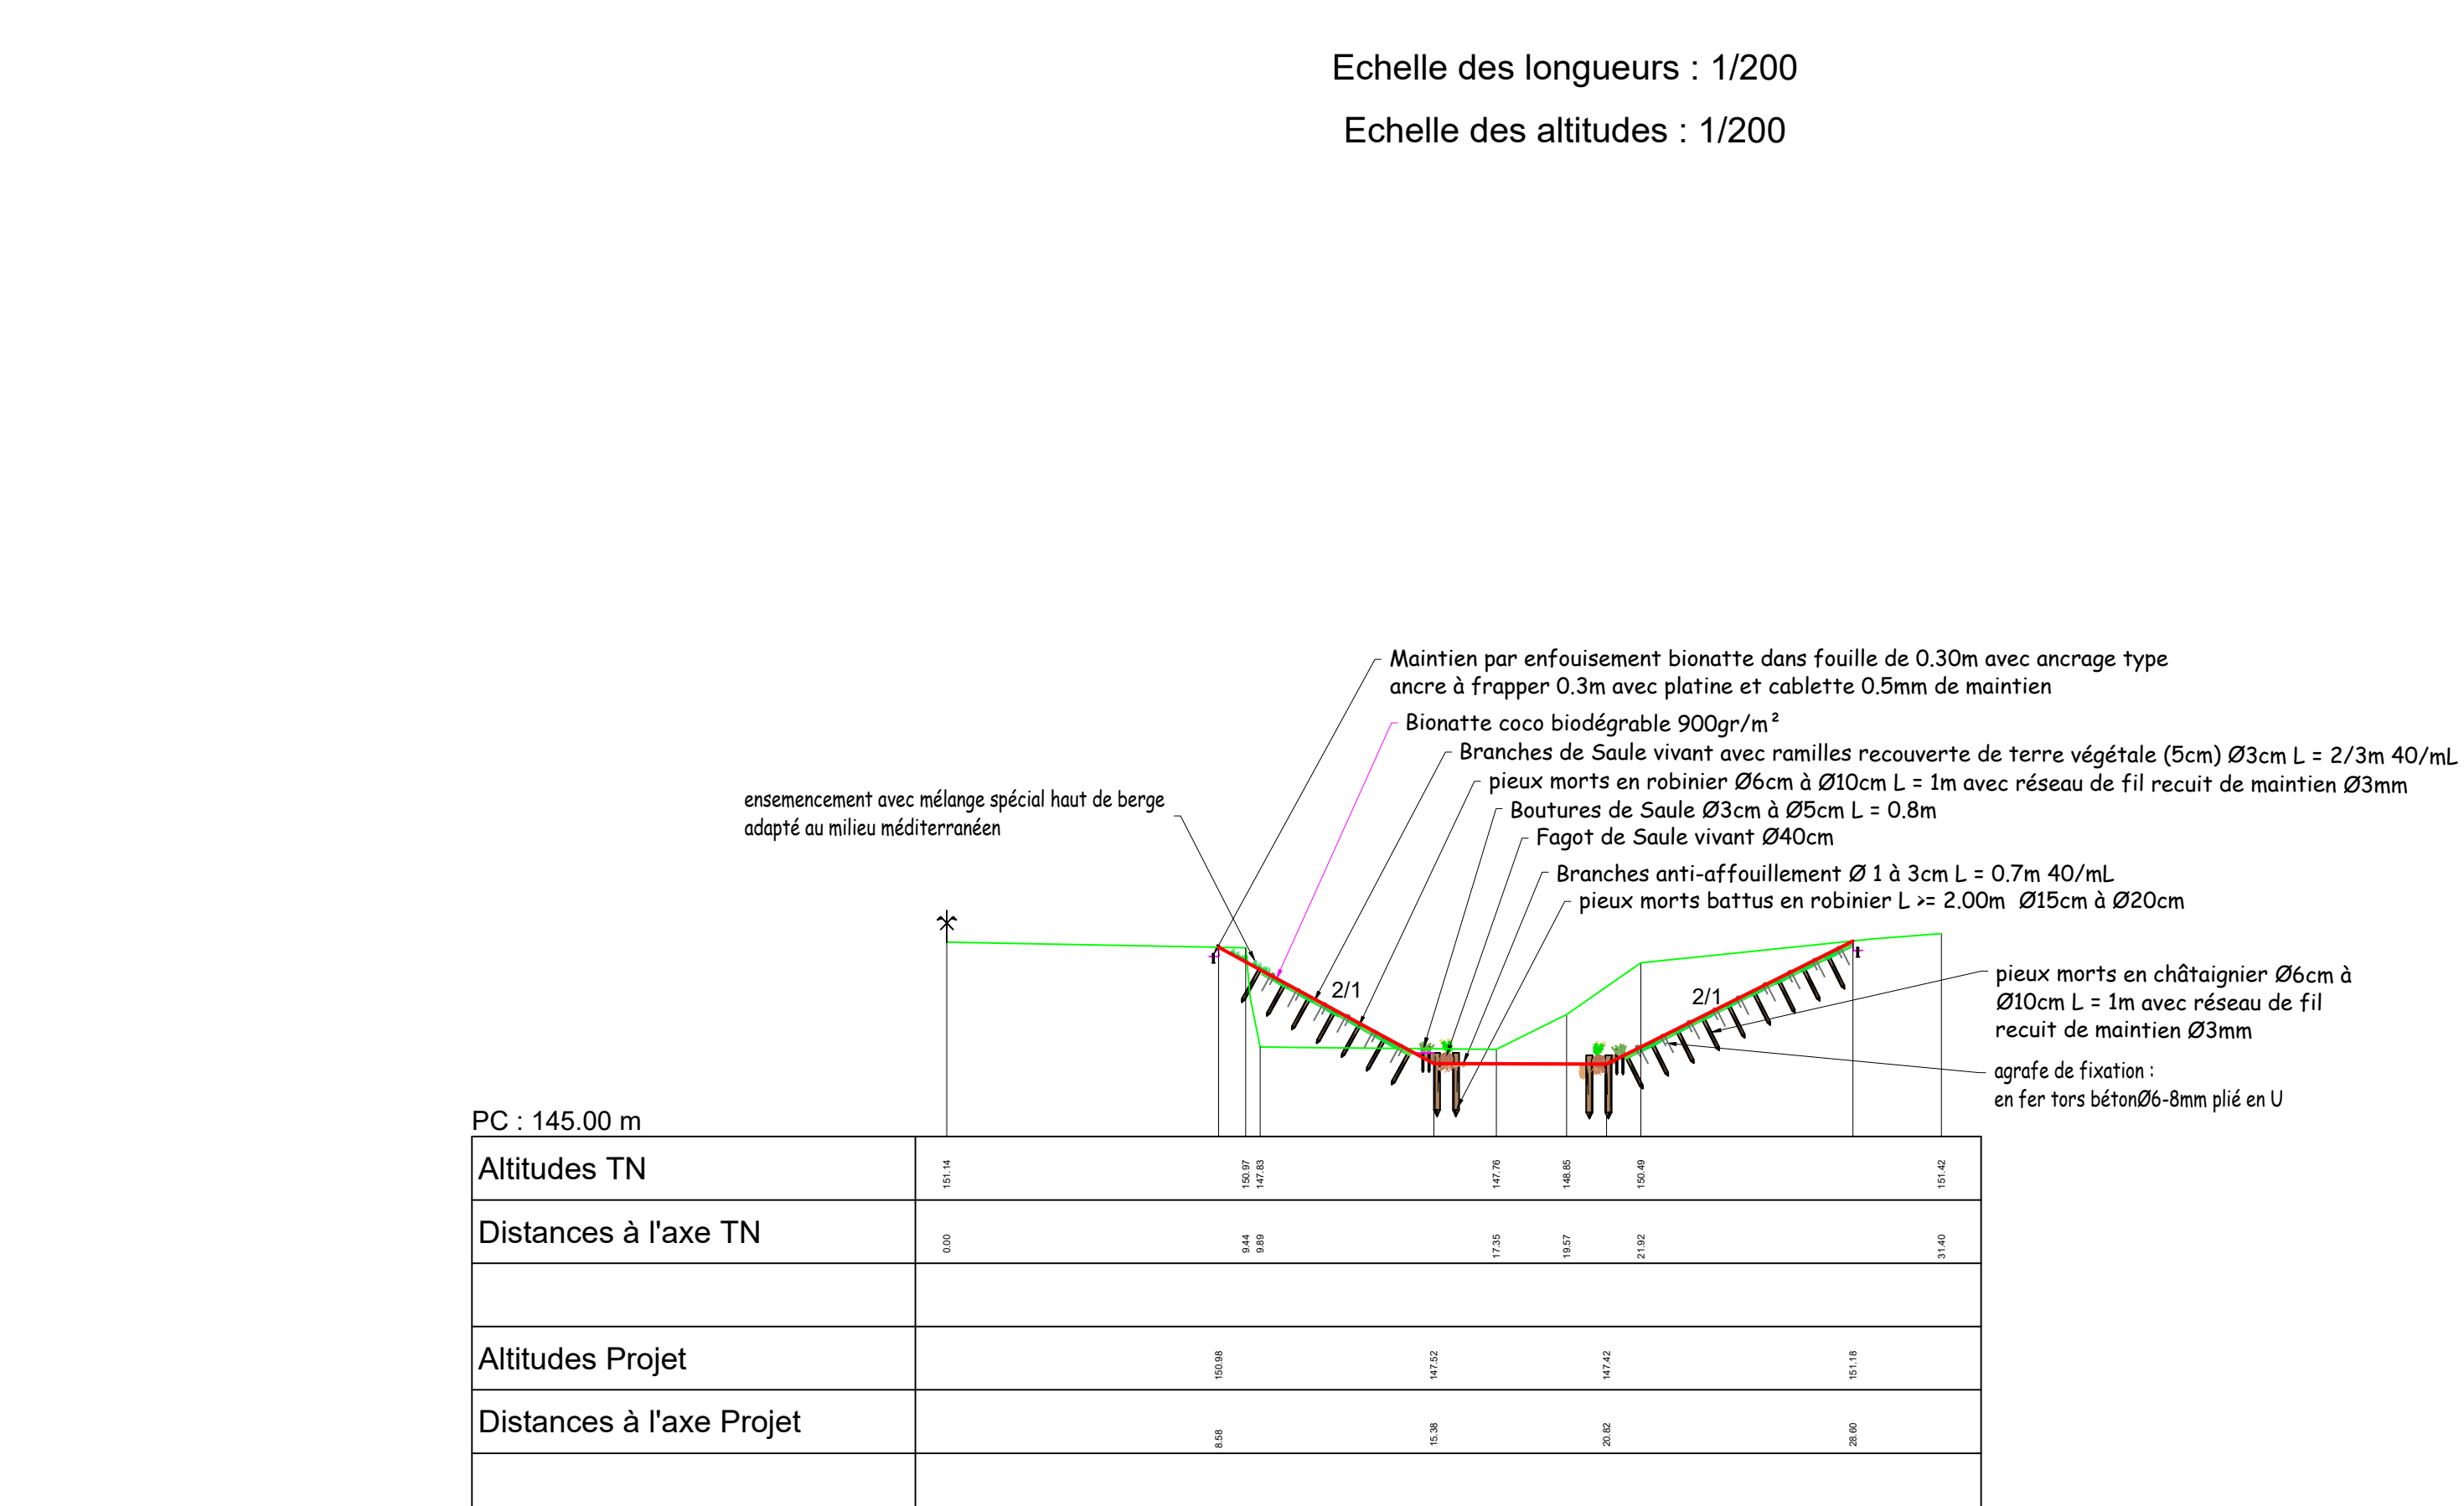 Echelle des longueurs : 1/200
Echelle des altitudes : 1/200
Maintien par enfouisement bionatte dans fouille de 0.30m avec ancrage type
ancre à frapper 0.3m avec platine et cablette 0.5mm de maintien
Bionatte coco biodégrable 900gr/m²
Branches de Saule vivant avec ramilles recouverte de terre végétale (5cm) Ø3cm L = 2/3m 40/mL
pieux morts en robinier Ø6cm à Ø10cm L = 1m avec réseau de fil recuit de maintien Ø3mm
ensemencement avec mélange spécial haut de berge
adapté au milieu méditerranéen
Boutures de Saule Ø3cm à Ø5cm L = 0.8m
Fagot de Saule vivant Ø40cm
Branches anti-affouillement Ø 1 à 3cm L = 0.7m 40/mL
pieux morts battus en robinier L >= 2.00m Ø15cm à Ø20cm
2/1
2/1
pieux morts en châtaignier Ø6cm à
Ø10cm L = 1m avec réseau de fil
recuit de maintien Ø3mm
agrafe de fixation :
en fer tors bétonØ6-8mm plié en U
PC : 145.00 m
Altitudes TN 151.14 150.97 147.83 147.76 148.85 150.49 151.42
Distances à l'axe TN 0.00 9.44 9.89 17.35 19.57 21.92 31.40
Altitudes Projet 150.98 147.52 147.42 151.18
Distances à l'axe Projet 8.58 15.38 20.82 28.60